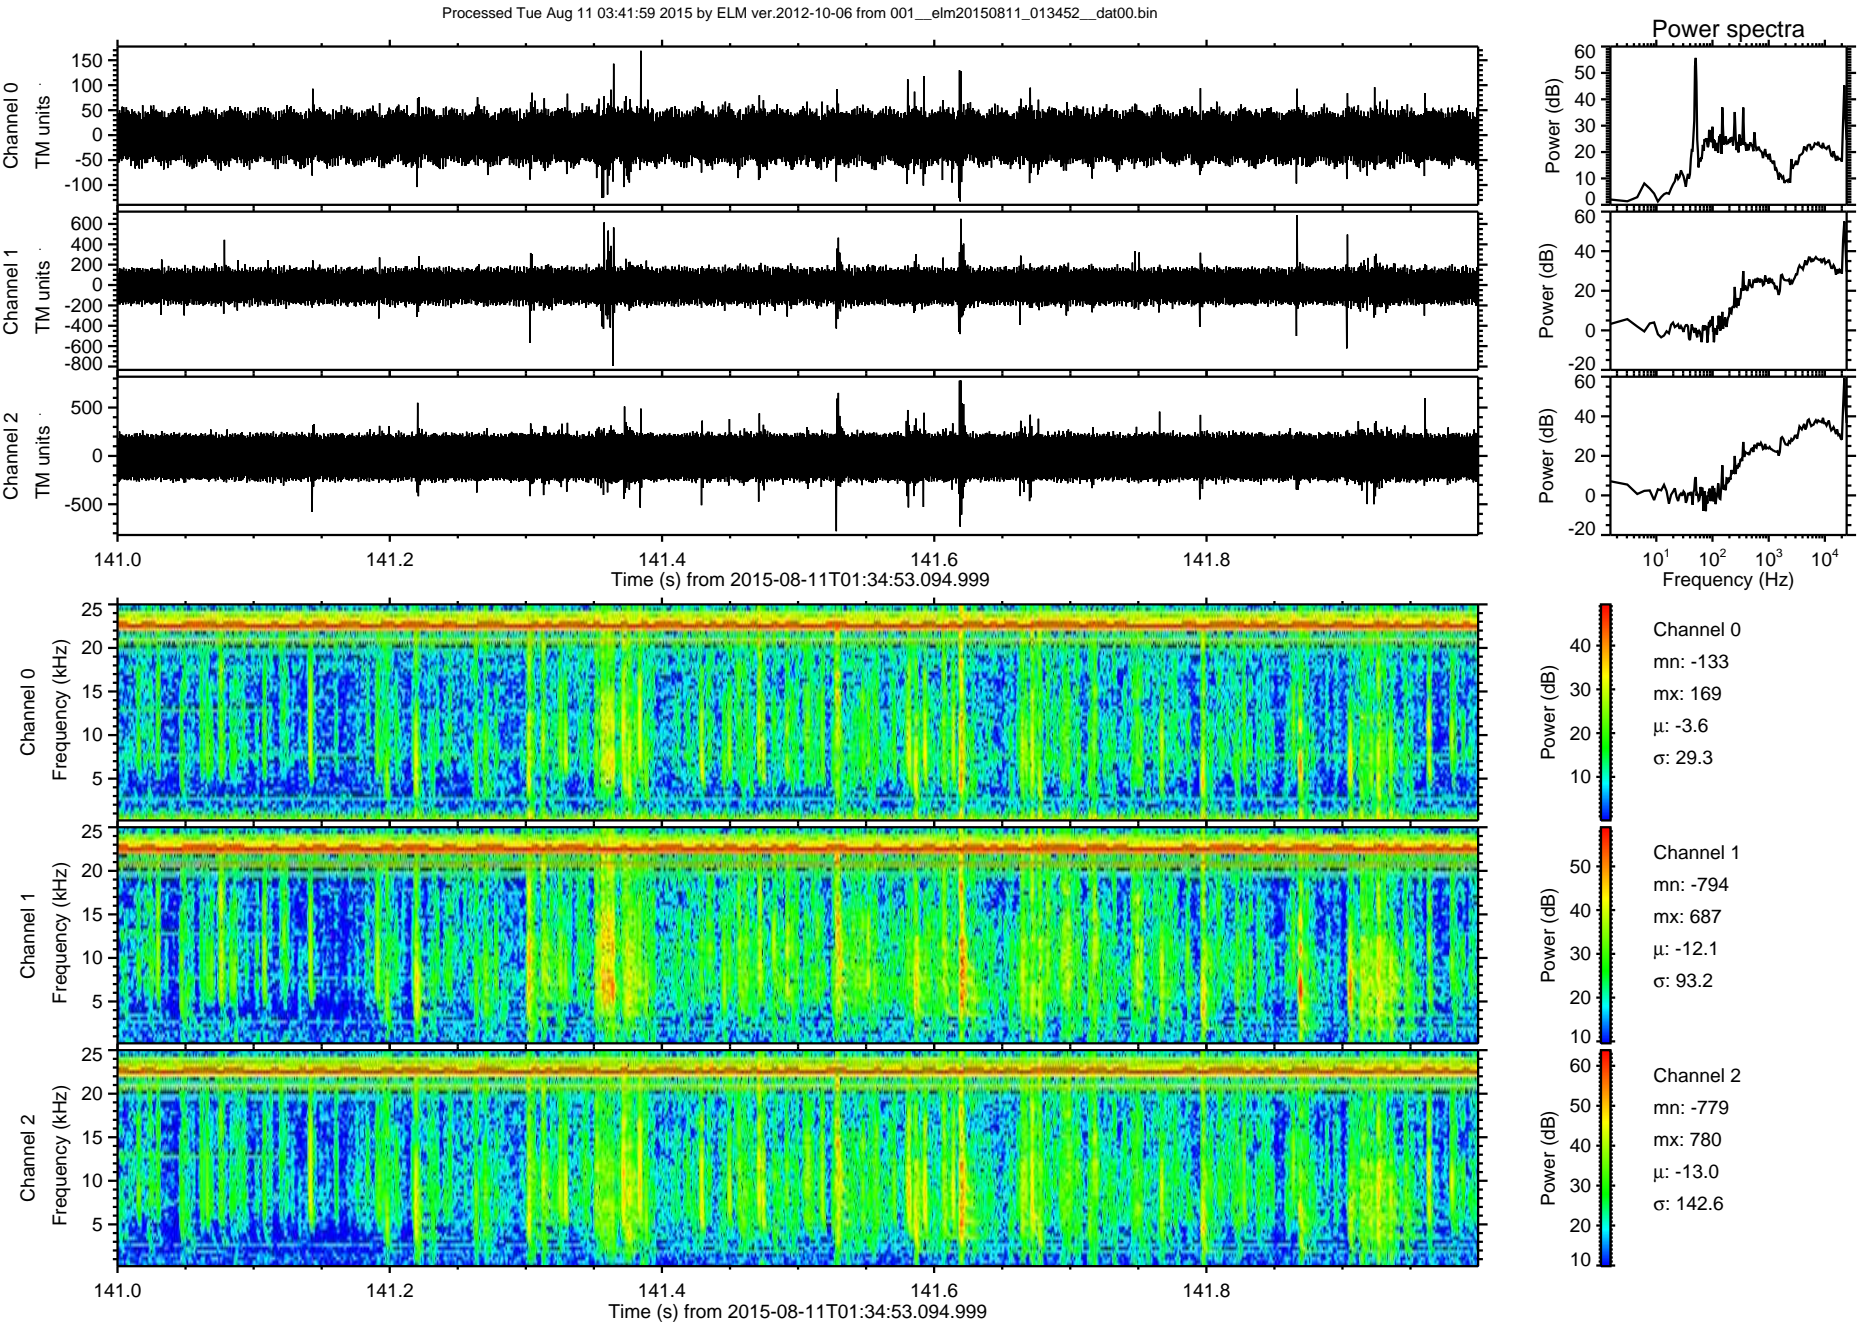 Processed Tue Aug 11 03:41:59 2015 by ELM ver.2012-10-06 from 001__elm20150811_013452__dat00.bin
Power spectra
Channel 0
TM units
150
100
50
0
-50
-100
Power (dB)
60
50
40
30
20
10
0
Channel 1
TM units
600
400
200
0
-200
-400
-600
-800
Power (dB)
60
40
20
0
-20
Channel 2
TM units
500
0
-500
Power (dB)
60
40
20
0
-20
141.0 141.2 141.4 141.6 141.8
Time (s) from 2015-08-11T01:34:53.094.999
10¹ 10² 10³ 10⁴
Frequency (Hz)
Channel 0
Frequency (kHz)
25
20
15
10
5
Power (dB)
40
30
20
10
Channel 0
mn: -133
mx: 169
μ: -3.6
σ: 29.3
Channel 1
Frequency (kHz)
25
20
15
10
5
Power (dB)
50
40
30
20
10
Channel 1
mn: -794
mx: 687
μ: -12.1
σ: 93.2
Channel 2
Frequency (kHz)
25
20
15
10
5
Power (dB)
60
50
40
30
20
10
Channel 2
mn: -779
mx: 780
μ: -13.0
σ: 142.6
141.0 141.2 141.4 141.6 141.8
Time (s) from 2015-08-11T01:34:53.094.999